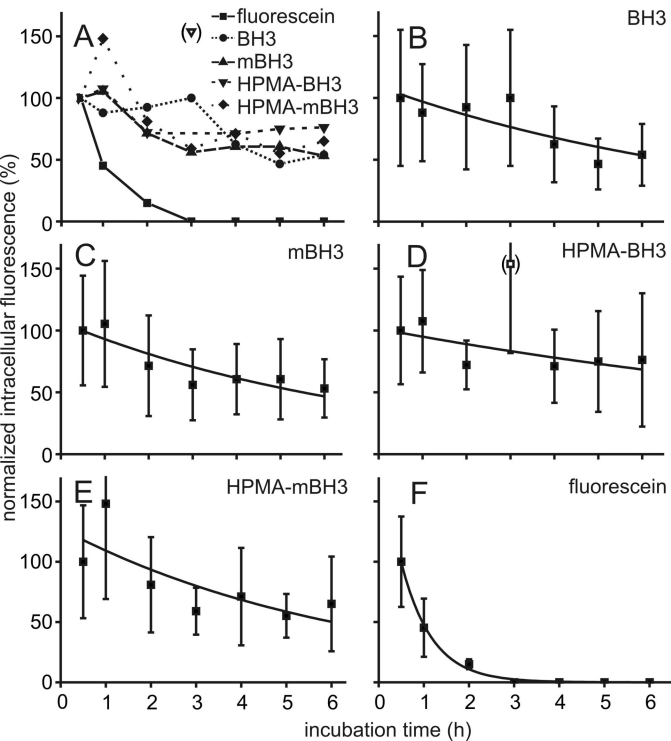 A
fluorescein
BH3
mBH3
HPMA-BH3
HPMA-mBH3
150
100
50
0
B
BH3
C
mBH3
150
100
50
0
D
HPMA-BH3
E
HPMA-mBH3
150
100
50
0
0 1 2 3 4 5 6
F
fluorescein
0 1 2 3 4 5 6
normalized intracellular fluorescence (%)
incubation time (h)